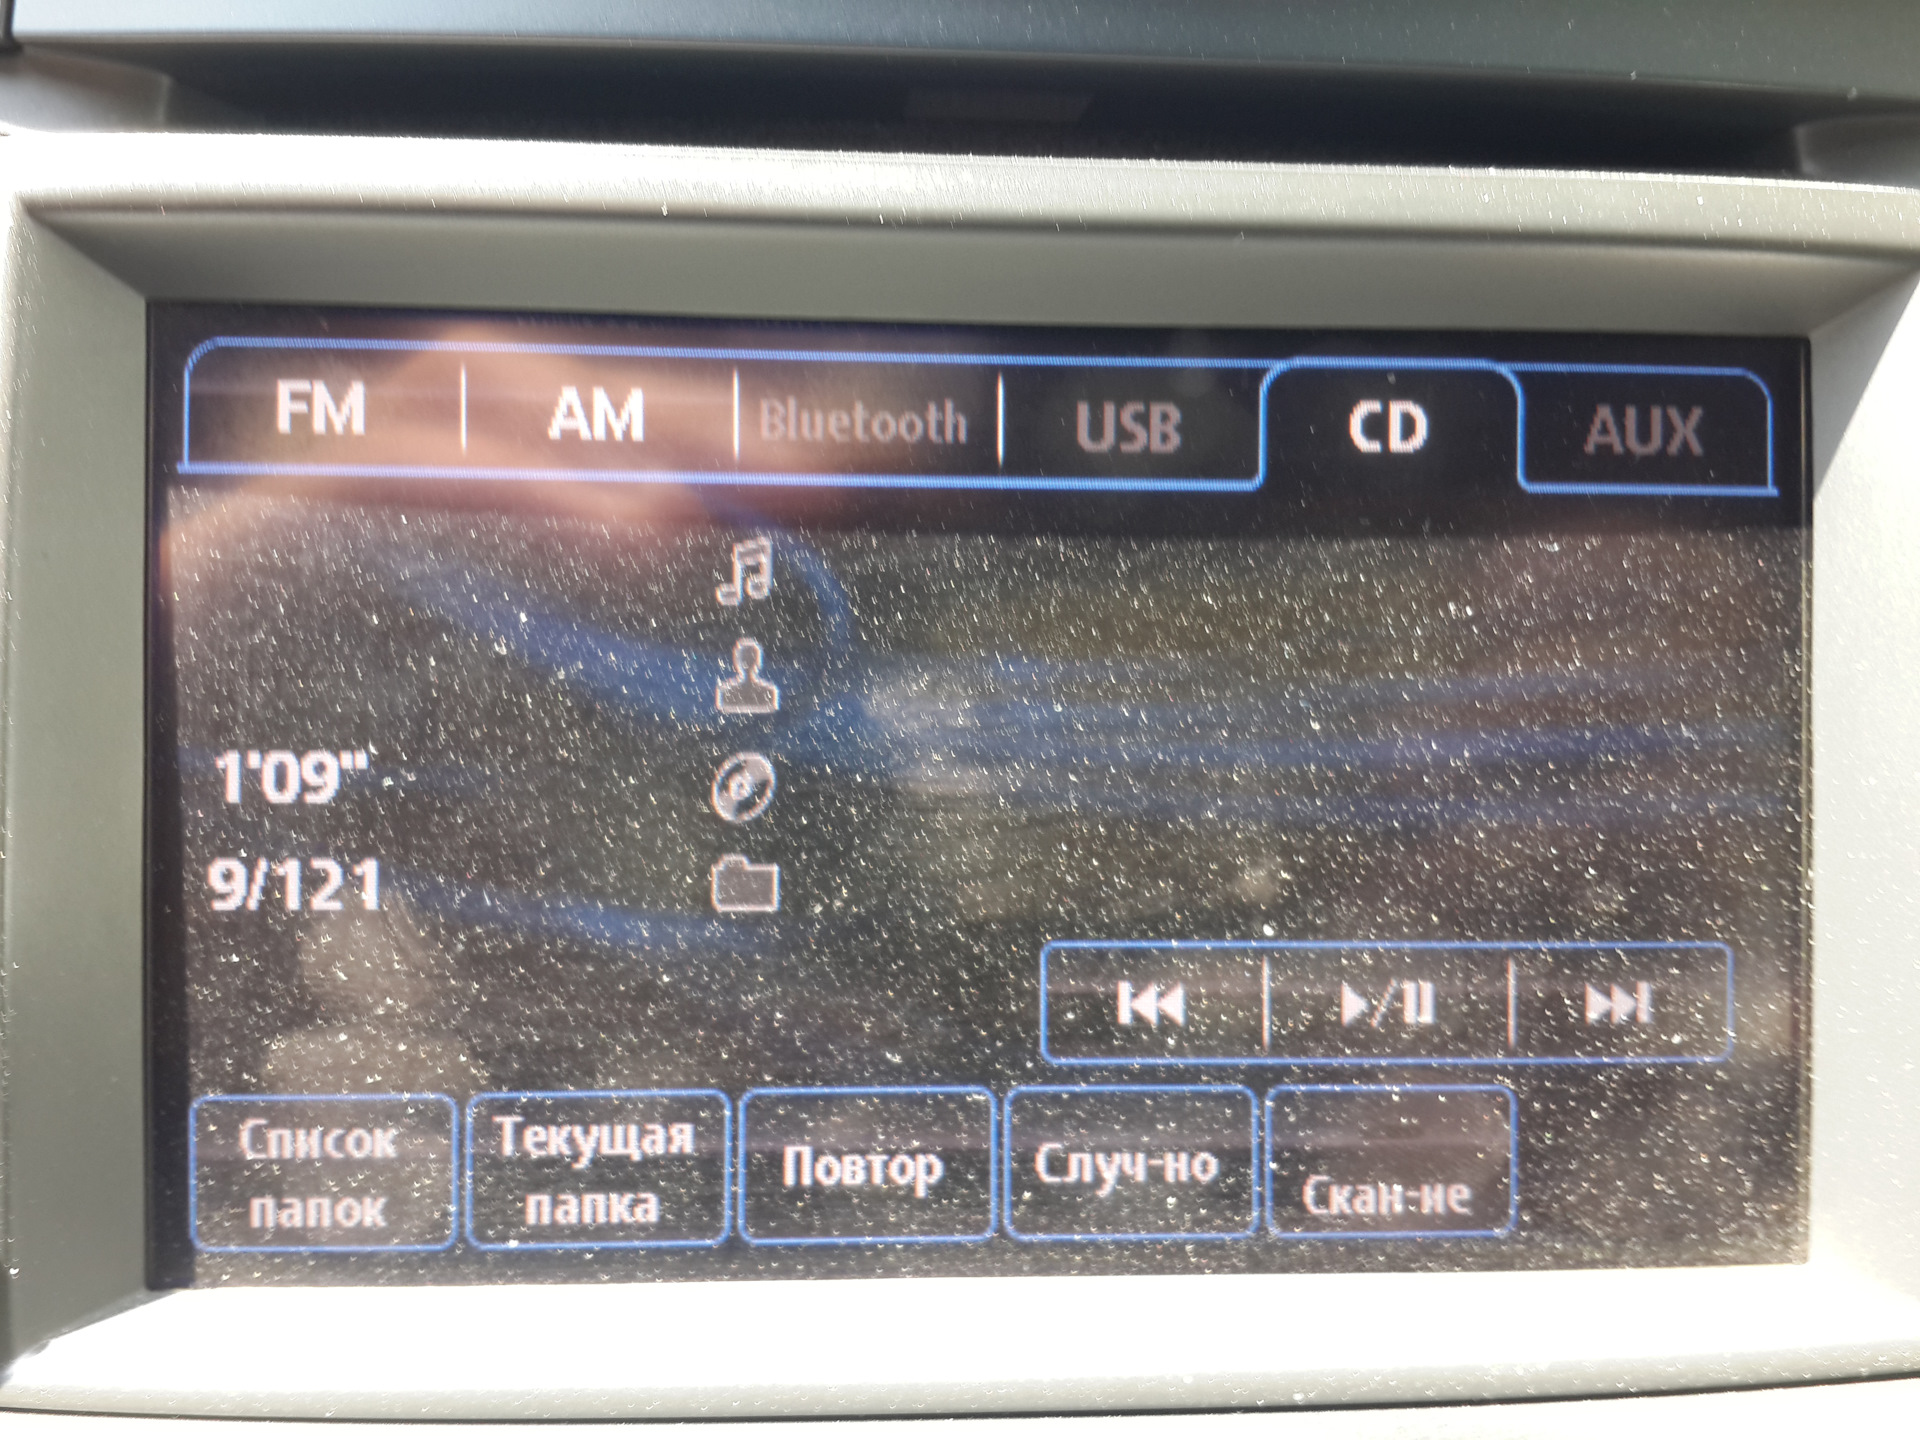 FM AM Bluetooth USB CD AUX
1'09"
9/121
Список
папок
Текущая
папка
Повтор
Случ-но
Скан-ие